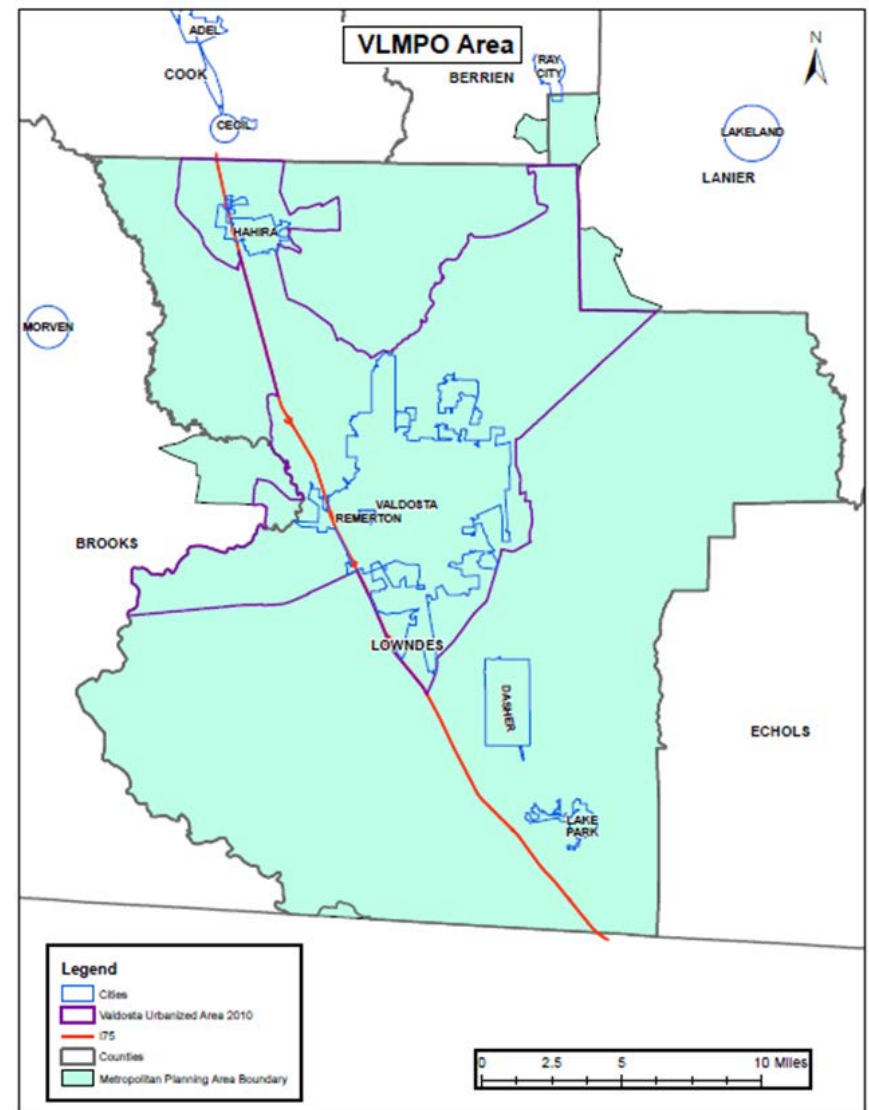 VLMPO Area
N
ADEL
COOK
BERRIEN
RAY
CITY
CECIL
LAKELAND
LANIER
HAHIRA
MORVEN
VALDOSTA
REMERTON
BROOKS
LOWNDES
DASHER
ECHOLS
LAKE
PARK
Legend
Cities
Valdosta Urbanized Area 2010
I75
Counties
Metropolitan Planning Area Boundary
0 2.5 5 10 Miles